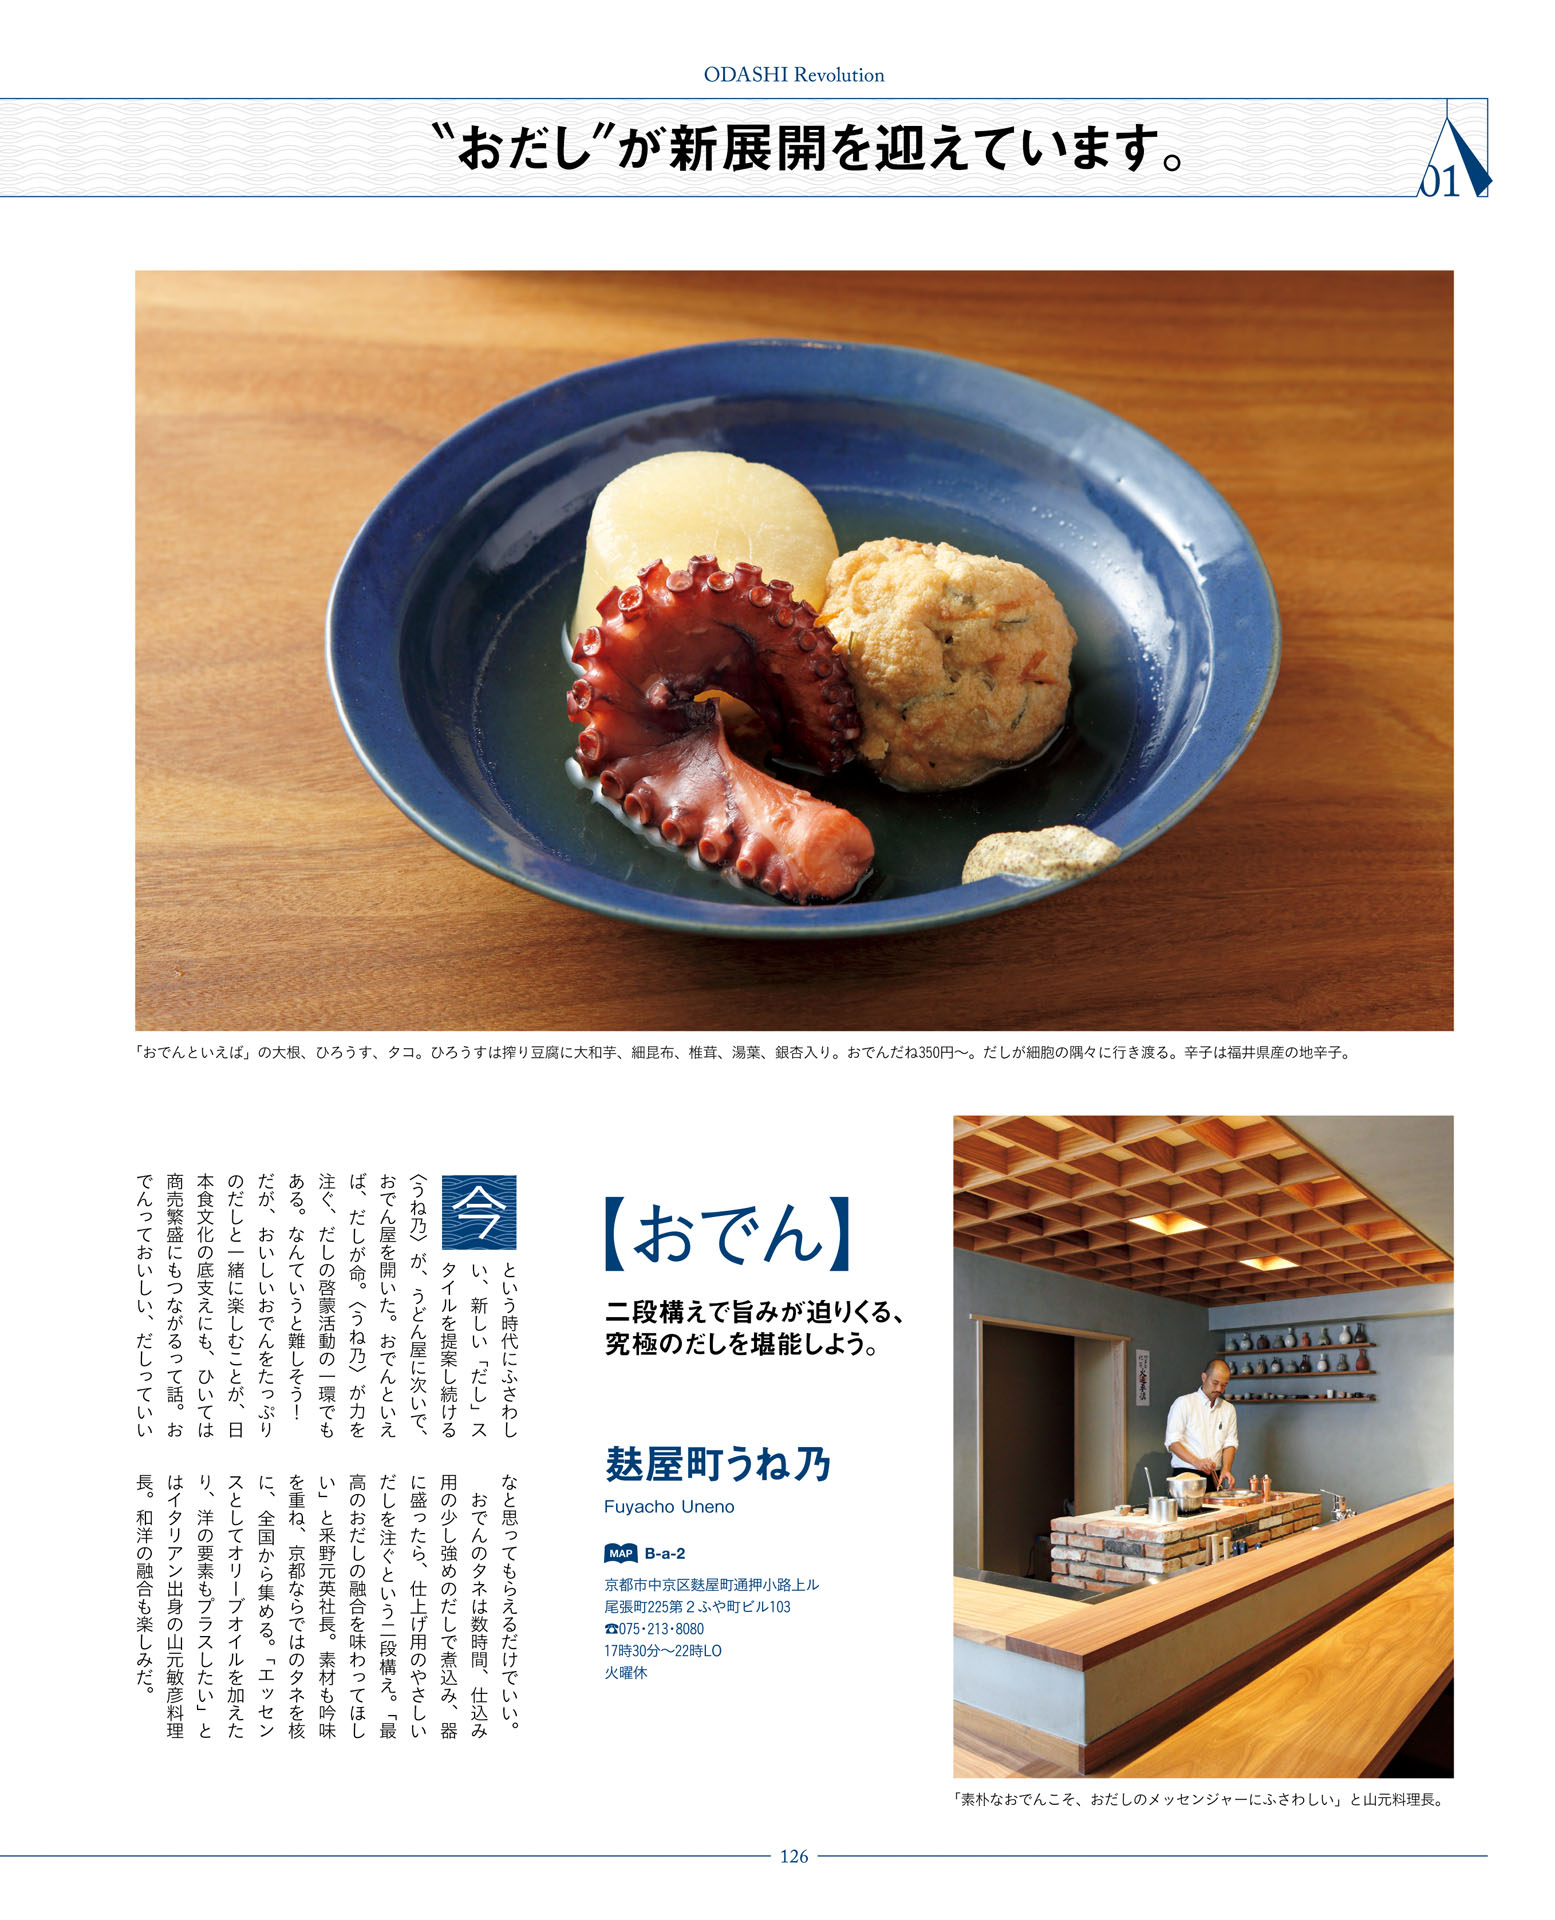 ODASHI Revolution
〝おだし〞が新展開を迎えています。
01
「おでんといえば」の大根、ひろうす、タコ。ひろうすは搾り豆腐に大和芋、細昆布、椎茸、湯葉、銀杏入り。おでんだね350円〜。だしが細胞の隅々に行き渡る。辛子は福井県産の地辛子。
【おでん】
二段構えで旨みが迫りくる、
究極のだしを堪能しよう。
麩屋町うね乃
Fuyacho Uneno
MAP B-a-2
京都市中京区麩屋町通押小路上ル
尾張町225第2ふや町ビル103
☎075・213・8080
17時30分〜22時LO
火曜休
今
という時代にふさわし
い、新しい「だし」ス
タイルを提案し続ける
〈うね乃〉が、うどん屋に次いで、
おでん屋を開いた。おでんといえ
ば、だしが命。〈うね乃〉が力を
注ぐ、だしの啓蒙活動の一環でも
ある。なんていうと難しそう！
だが、おいしいおでんをたっぷり
のだしと一緒に楽しむことが、日
本食文化の底支えにも、ひいては
商売繁盛にもつながるって話。お
でんっておいしい、だしっていい
なと思ってもらえるだけでいい。
おでんのタネは数時間、仕込み
用の少し強めのだしで煮込み、器
に盛ったら、仕上げ用のやさしい
だしを注ぐという二段構え。「最
高のおだしの融合を味わってほし
い」と釆野元英社長。素材も吟味
を重ね、京都ならではのタネを核
に、全国から集める。「エッセン
スとしてオリーブオイルを加えた
り、洋の要素もプラスしたい」と
はイタリアン出身の山元敏彦料理
長。和洋の融合も楽しみだ。
「素朴なおでんこそ、おだしのメッセンジャーにふさわしい」と山元料理長。
126